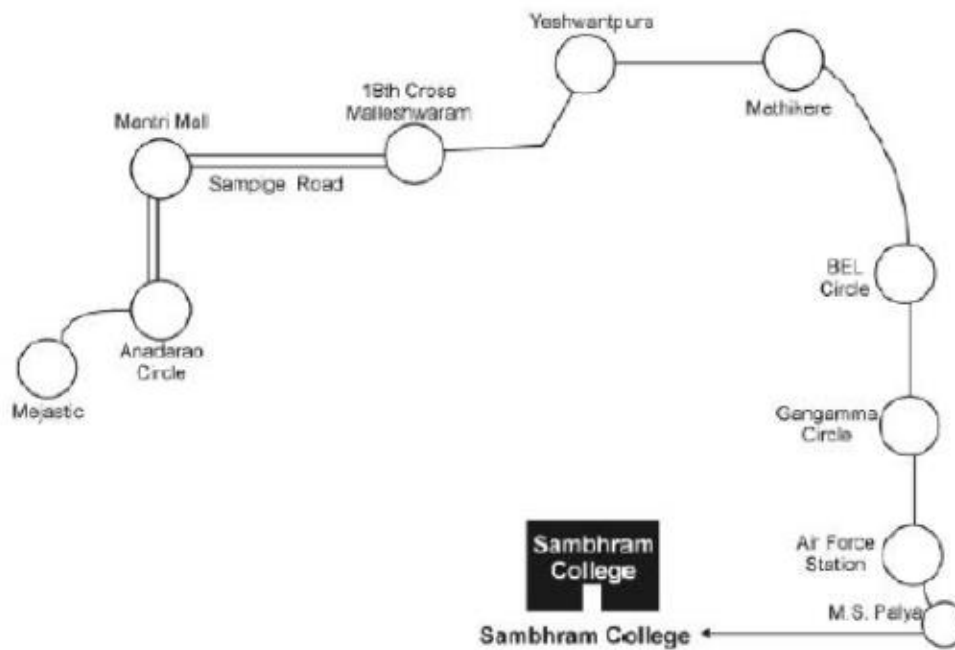 Yeshwantpura
18th Cross
Malleshwaram
Mathikere
Mantri Mall
Sampige Road
BEL
Circle
Anadarao
Circle
Mejastic
Gangamma
Circle
Sambhram
College
Air Force
Station
M.S. Palya
Sambhram College